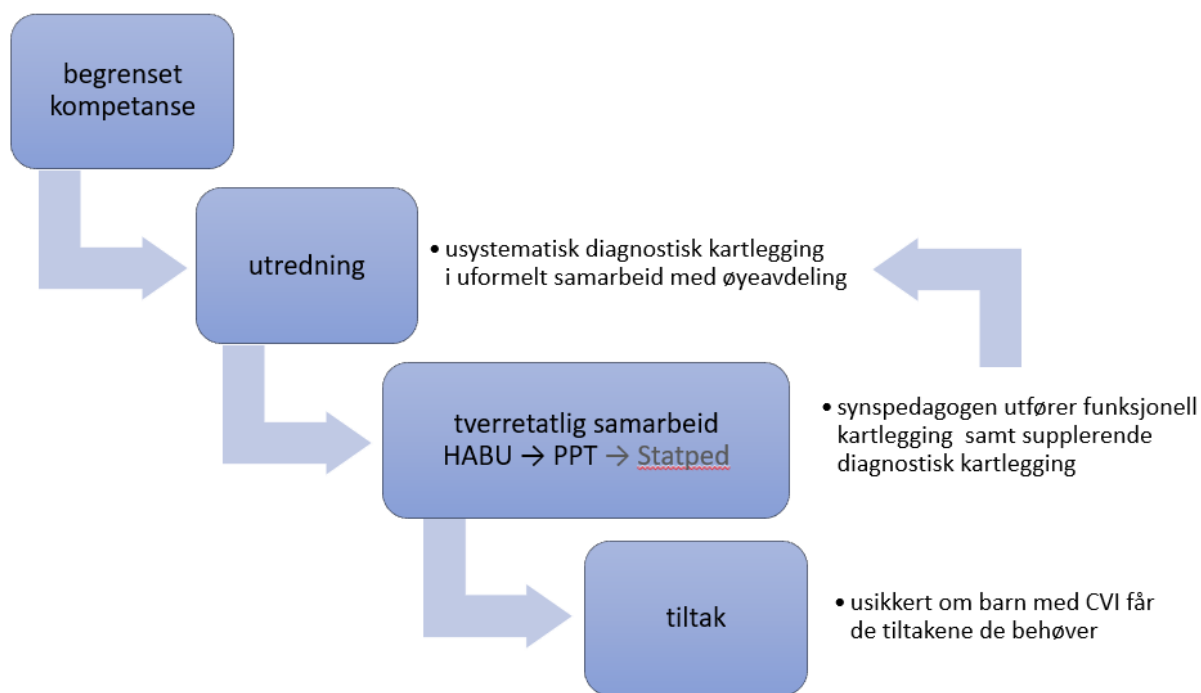 begrenset
kompetanse
utredning
• usystematisk diagnostisk kartlegging
i uformelt samarbeid med øyeavdeling
tverretatlig samarbeid
HABU → PPT → Statped
• synspedagogen utfører funksjonell
kartlegging samt supplerende
diagnostisk kartlegging
tiltak
• usikkert om barn med CVI får
de tiltakene de behøver